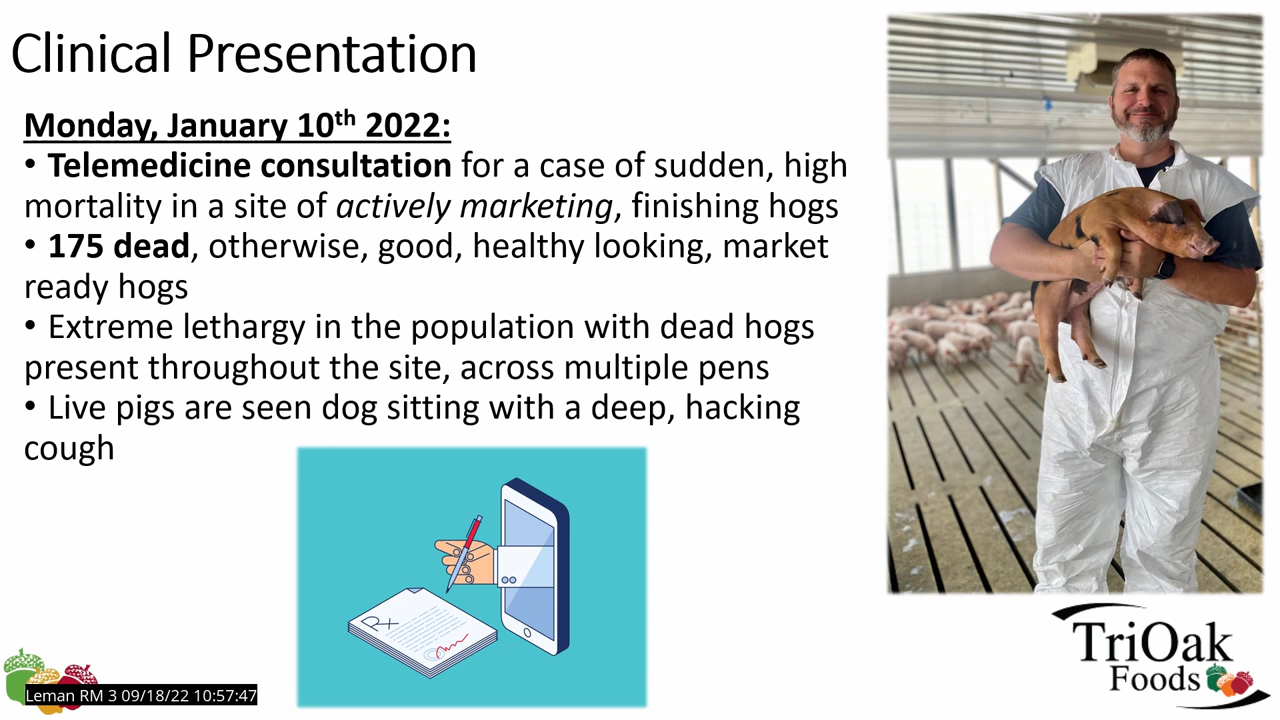 Clinical Presentation
Monday, January 10th 2022:
• Telemedicine consultation for a case of sudden, high
mortality in a site of actively marketing, finishing hogs
• 175 dead, otherwise, good, healthy looking, market
ready hogs
• Extreme lethargy in the population with dead hogs
present throughout the site, across multiple pens
• Live pigs are seen dog sitting with a deep, hacking
cough
Rx
TriOak
Foods
Leman RM 3 09/18/22 10:57:47